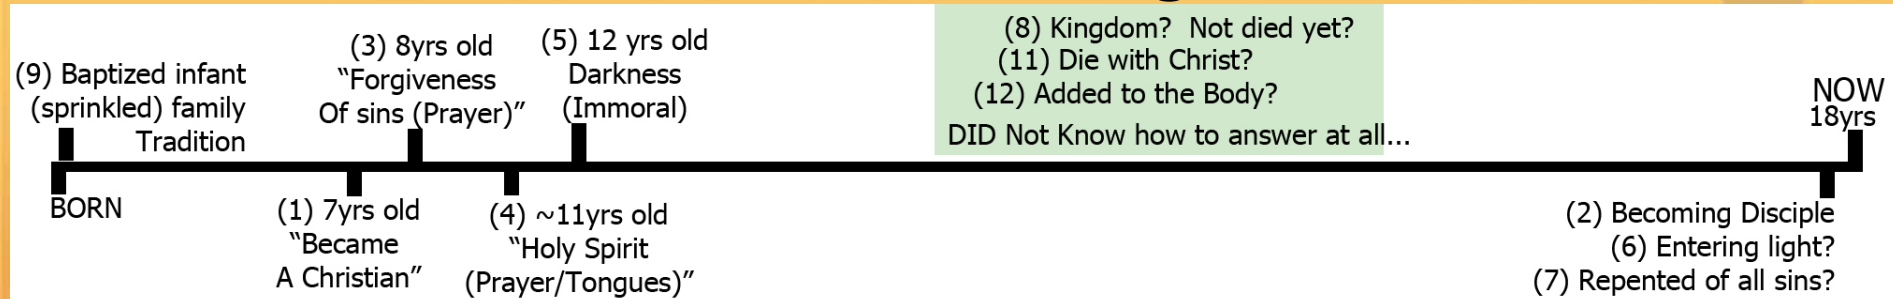 (9) Baptized infant
(sprinkled) family
Tradition
(3) 8yrs old
“Forgiveness
Of sins (Prayer)”
(5) 12 yrs old
Darkness
(Immoral)
(8) Kingdom?  Not died yet?
(11) Die with Christ?
(12) Added to the Body?
DID Not Know how to answer at all...
NOW
18yrs
BORN
(1) 7yrs old
“Became
A Christian”
(4) ~11yrs old
“Holy Spirit
(Prayer/Tongues)”
(2) Becoming Disciple
(6) Entering light?
(7) Repented of all sins?